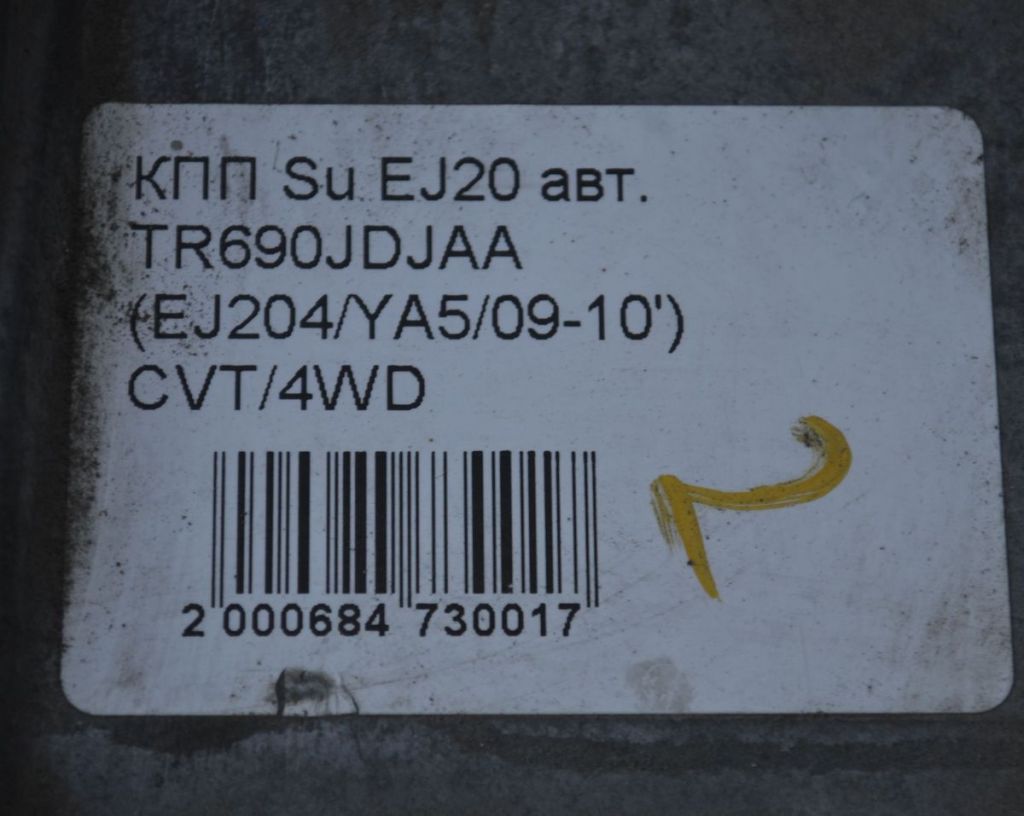 КПП Su EJ20 авт.
TR690JDJAA
(EJ204/YA5/09-10')
CVT/4WD
2 000684 730017